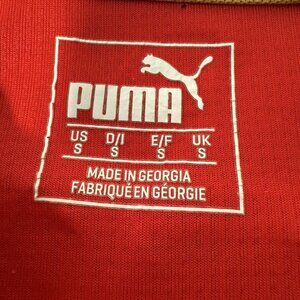 PUMA
US D/I E/F UK
S S S S
MADE IN GEORGIA
FABRIQUÉ EN GÉORGIE